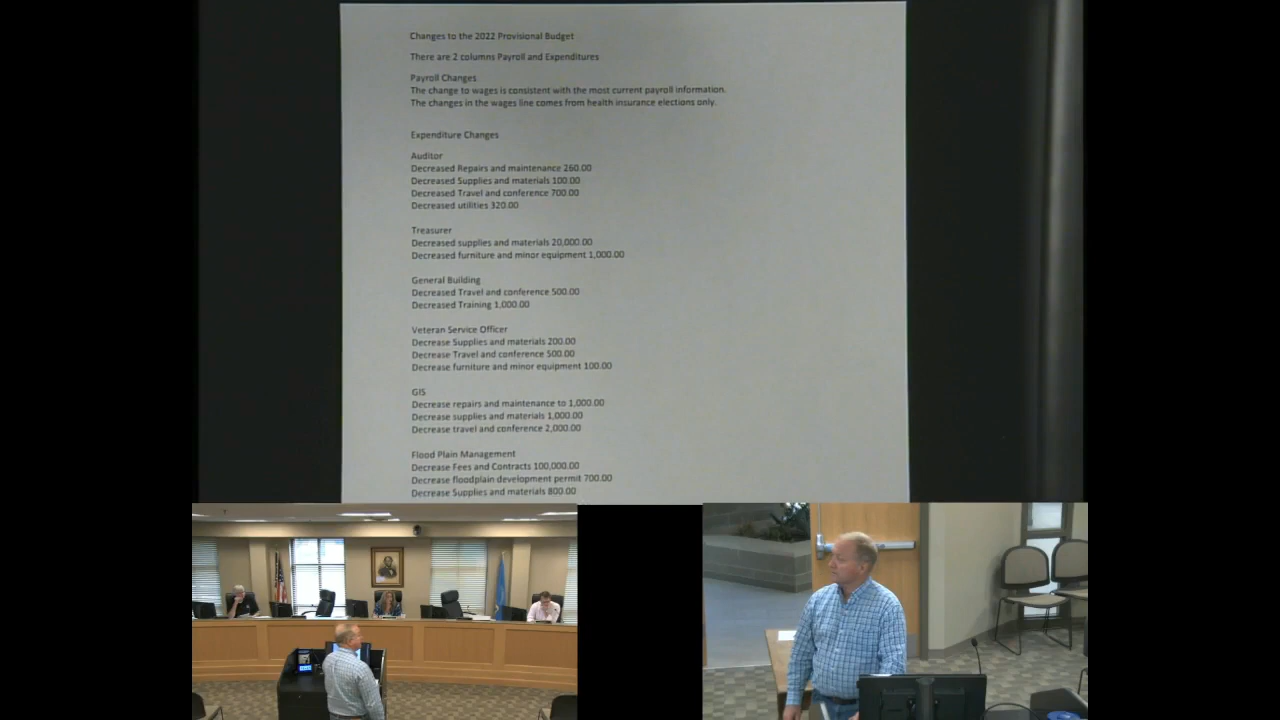 Changes to the 2022 Provisional Budget
There are 2 columns Payroll and Expenditures
Payroll Changes
The change to wages is consistent with the most current payroll information.
The changes in the wages line comes from health insurance elections only.
Expenditure Changes
Auditor
Decreased Repairs and maintenance 260.00
Decreased Supplies and materials 100.00
Decreased Travel and conference 700.00
Decreased utilities 320.00
Treasurer
Decreased supplies and materials 20,000.00
Decreased furniture and minor equipment 1,000.00
General Building
Decreased Travel and conference 500.00
Decreased Training 1,000.00
Veteran Service Officer
Decrease Supplies and materials 200.00
Decrease Travel and conference 500.00
Decrease furniture and minor equipment 100.00
GIS
Decrease repairs and maintenance to 1,000.00
Decrease supplies and materials 1,000.00
Decrease travel and conference 2,000.00
Flood Plain Management
Decrease Fees and Contracts 100,000.00
Decrease floodplain development permit 700.00
Decrease Supplies and materials 800.00